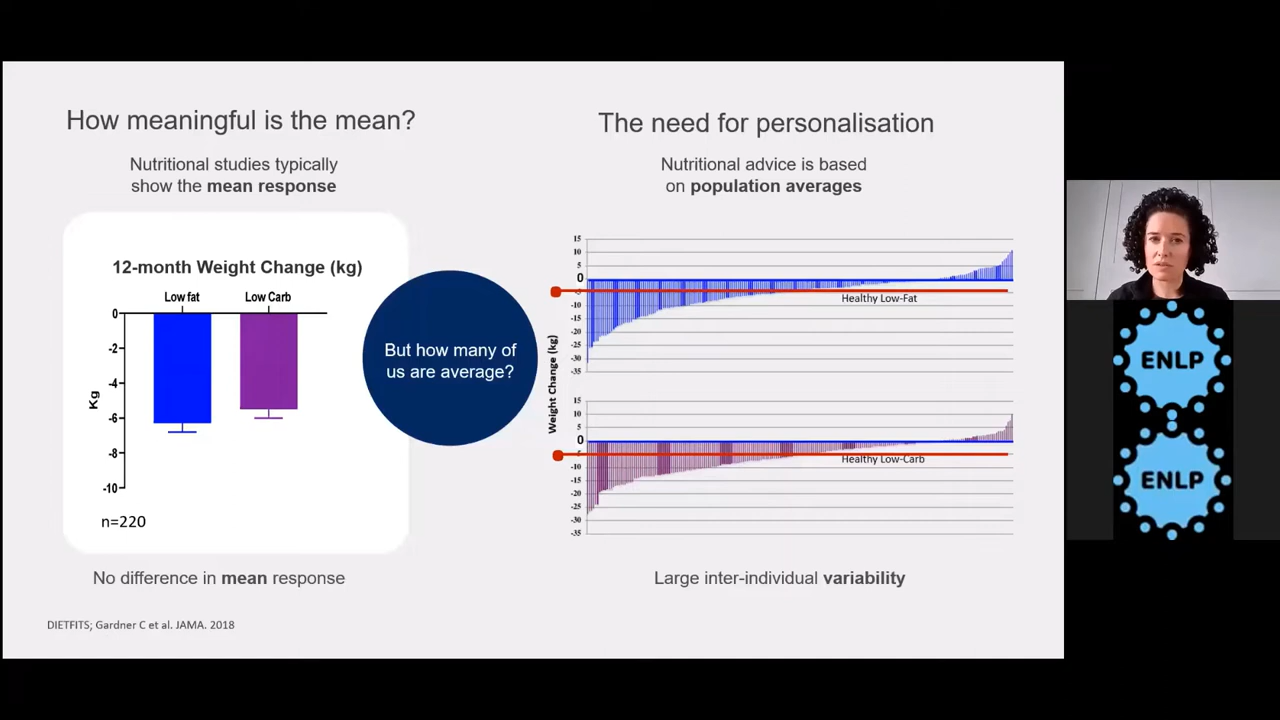 How meaningful is the mean?
Nutritional studies typically
show the mean response
12-month Weight Change (kg)
Low fat
Low Carb
0
-2
-4
-6
-8
-10
Kg
n=220
No difference in mean response
DIETFITS; Gardner C et al. JAMA. 2018
But how many of
us are average?
The need for personalisation
Nutritional advice is based
on population averages
Weight Change (kg)
15
10
5
0
-10
-15
-20
-25
-30
-35
Healthy Low-Fat
15
10
5
0
-10
-15
-20
-25
-30
-35
Healthy Low-Carb
Large inter-individual variability
ENLP
ENLP